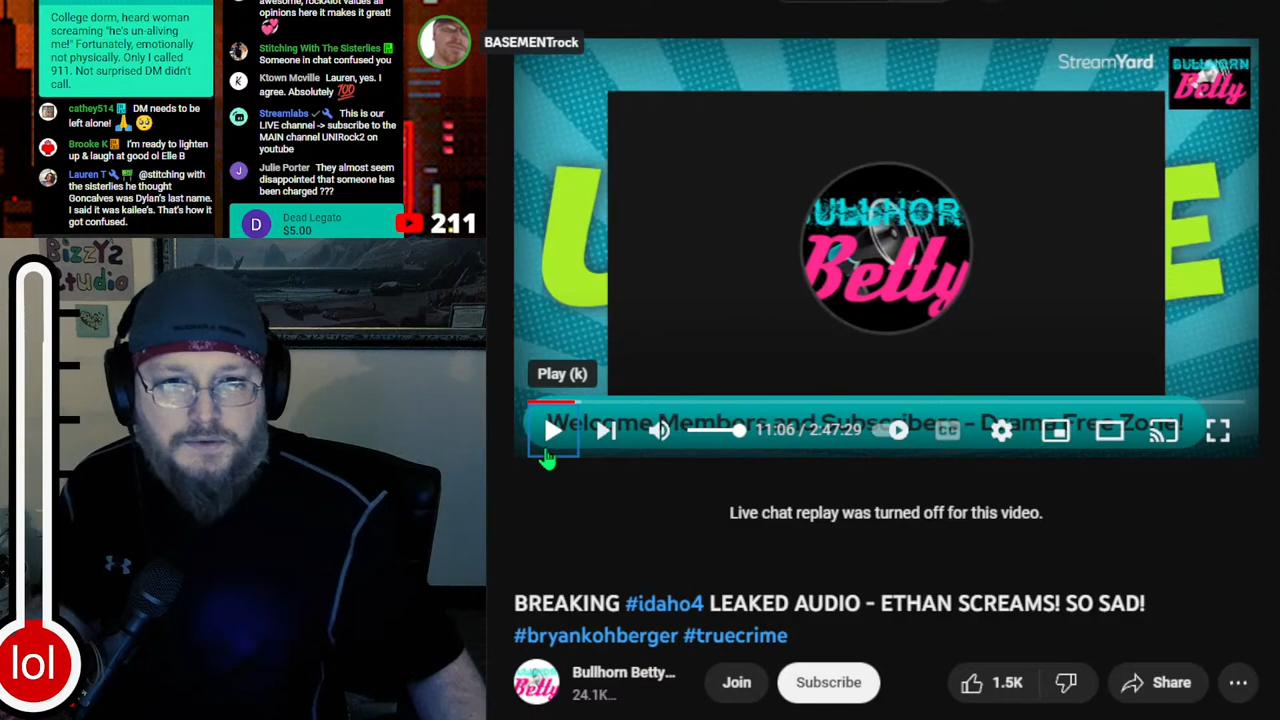 College dorm, heard woman
screaming "he's un-aliving
me!" Fortunately, emotionally
not physically. Only I called
911. Not surprised DM didn't
call.
cathey514 DM needs to be
left alone!
Brooke K I'm ready to lighten
up & laugh at good ol Elle B
Lauren T @stitching with
the sisterlies he thought
Goncalves was Dylan's last name.
I said it was kailee's. That's how it
got confused.
awesome, rockAlot values all
opinions here it makes it great!
Stitching With The Sisterlies
Someone in chat confused you
Ktown Mcville Lauren, yes. I
agree. Absolutely 100
Streamlabs This is our
LIVE channel -> subscribe to the
MAIN channel UNIRock2 on
youtube
Julie Porter They almost seem
disappointed that someone has
been charged ???
D Dead Legato
$5.00
211
BASEMENTrock
BizzYz
Studio
lol
StreamYard
BULLHORN
Betty
U
E
BULLHOR
Betty
Play (k)
Welcome Members and Subscribers - Drama Free Zone!
11:06 / 2:47:29
CC
Live chat replay was turned off for this video.
BREAKING #idaho4 LEAKED AUDIO - ETHAN SCREAMS! SO SAD!
#bryankohberger #truecrime
BULLHORN
Betty
Bullhorn Betty...
24.1K...
Join
Subscribe
1.5K
Share